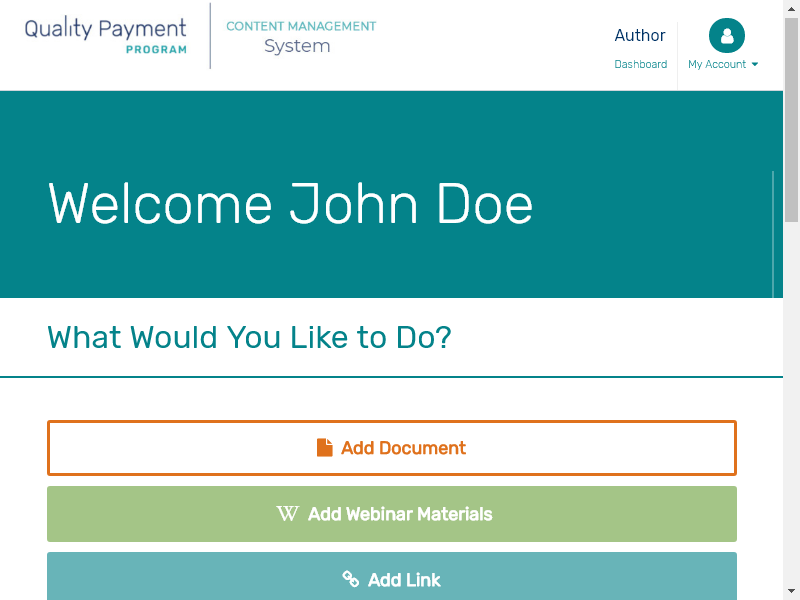 Quality Payment
PROGRAM
CONTENT MANAGEMENT
System
Author
Dashboard
My Account
Welcome John Doe
What Would You Like to Do?
Add Document
Add Webinar Materials
Add Link